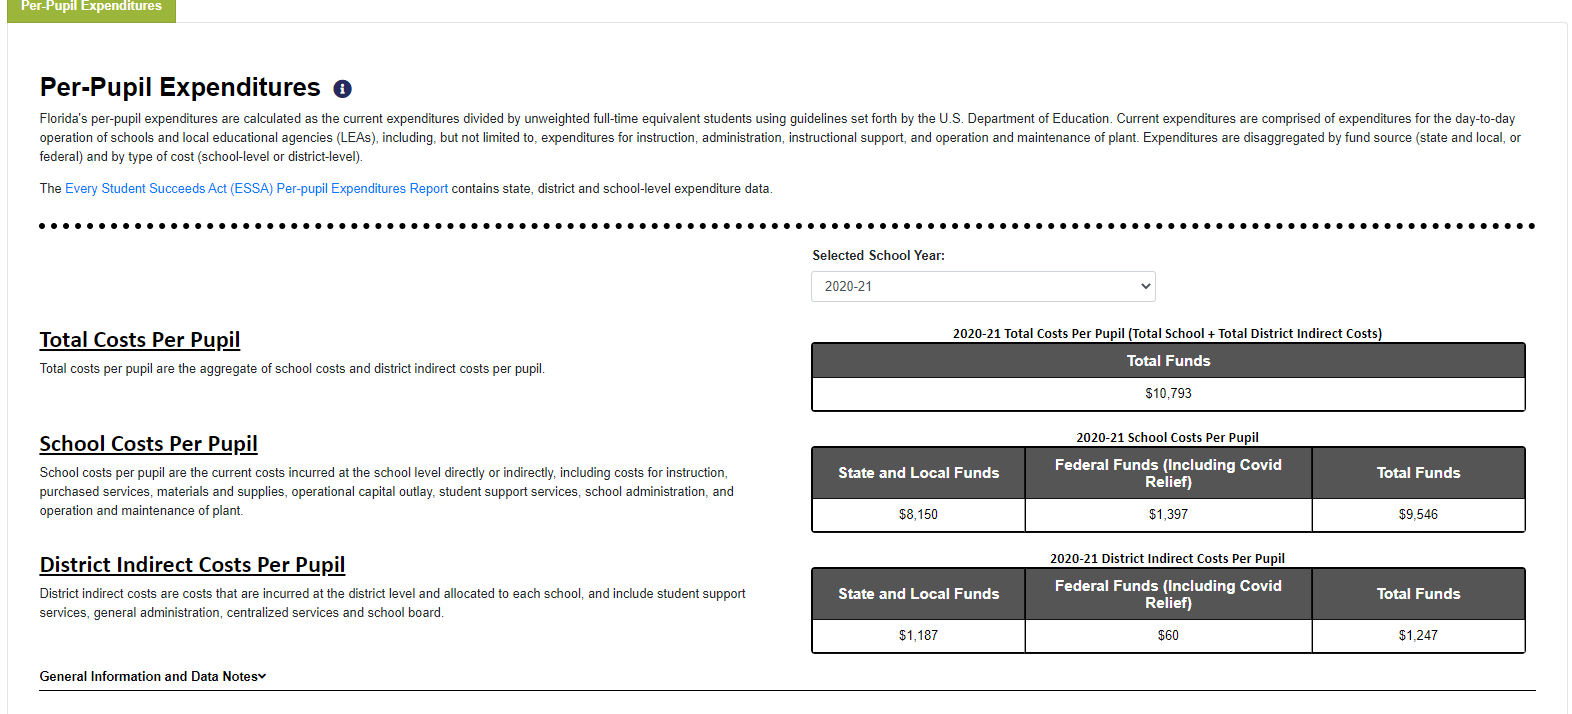 Per-Pupil Expenditures
Per-Pupil Expenditures
Florida's per-pupil expenditures are calculated as the current expenditures divided by unweighted full-time equivalent students using guidelines set forth by the U.S. Department of Education. Current expenditures are comprised of expenditures for the day-to-day
operation of schools and local educational agencies (LEAs), including, but not limited to, expenditures for instruction, administration, instructional support, and operation and maintenance of plant. Expenditures are disaggregated by fund source (state and local, or
federal) and by type of cost (school-level or district-level).
The Every Student Succeeds Act (ESSA) Per-pupil Expenditures Report contains state, district and school-level expenditure data.
Selected School Year:
2020-21
Total Costs Per Pupil
Total costs per pupil are the aggregate of school costs and district indirect costs per pupil.
2020-21 Total Costs Per Pupil (Total School + Total District Indirect Costs)
Total Funds
$10,793
School Costs Per Pupil
School costs per pupil are the current costs incurred at the school level directly or indirectly, including costs for instruction,
purchased services, materials and supplies, operational capital outlay, student support services, school administration, and
operation and maintenance of plant.
2020-21 School Costs Per Pupil
State and Local Funds
Federal Funds (Including Covid
Relief)
Total Funds
$8,150
$1,397
$9,546
District Indirect Costs Per Pupil
District indirect costs are costs that are incurred at the district level and allocated to each school, and include student support
services, general administration, centralized services and school board.
2020-21 District Indirect Costs Per Pupil
State and Local Funds
Federal Funds (Including Covid
Relief)
Total Funds
$1,187
$60
$1,247
General Information and Data Notes